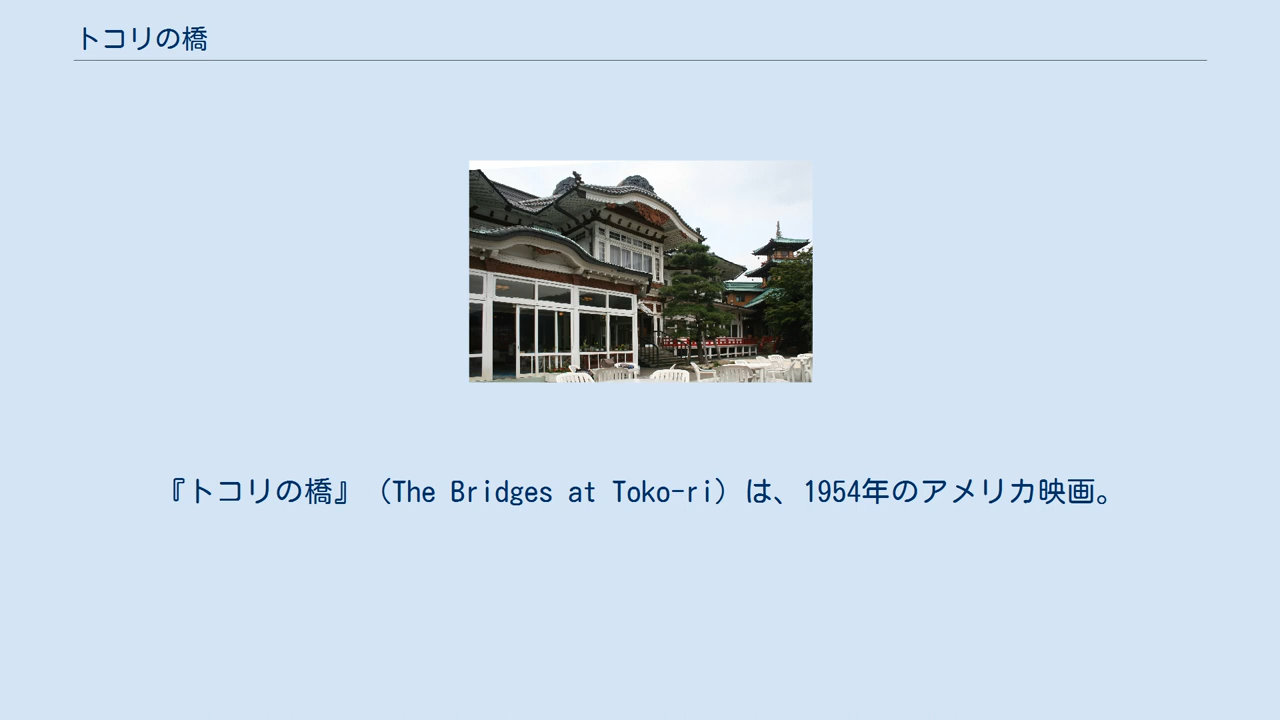 トコリの橋
『トコリの橋』（The Bridges at Toko-ri）は、1954年のアメリカ映画。